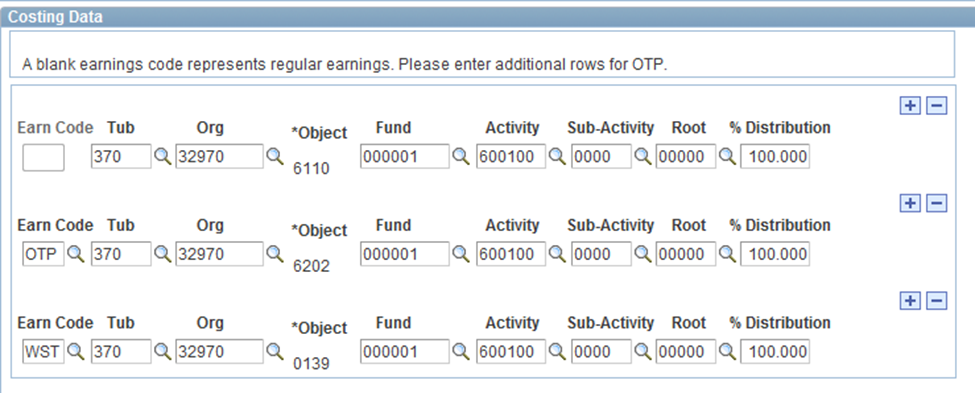 Costing Data
A blank earnings code represents regular earnings. Please enter additional rows for OTP.
Earn Code Tub Org *Object Fund Activity Sub-Activity Root % Distribution
370 32970 6110 000001 600100 0000 00000 100.000
Earn Code Tub Org *Object Fund Activity Sub-Activity Root % Distribution
OTP 370 32970 6202 000001 600100 0000 00000 100.000
Earn Code Tub Org *Object Fund Activity Sub-Activity Root % Distribution
WST 370 32970 0139 000001 600100 0000 00000 100.000